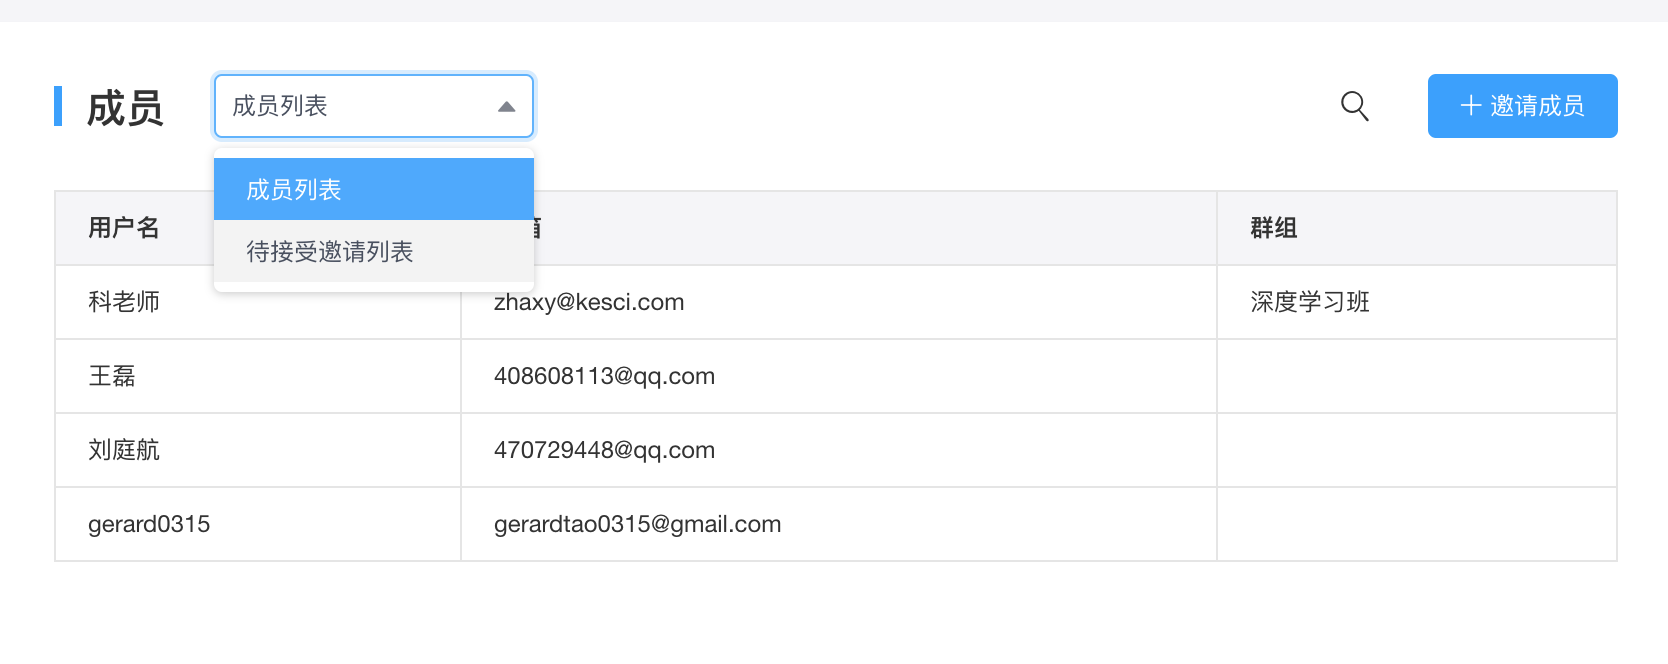 成员
成员列表
邀请成员
成员列表
待接受邀请列表
用户名
群组
科老师 zhaxy@kesci.com 深度学习班
王磊 408608113@qq.com
刘庭航 470729448@qq.com
gerard0315 gerardtao0315@gmail.com